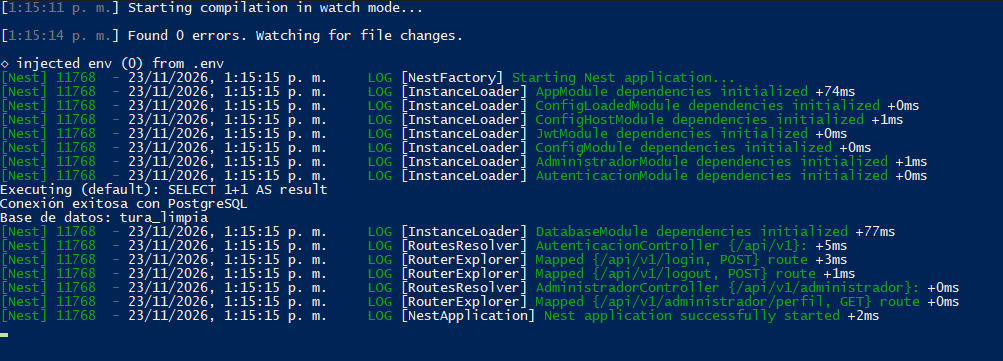 [1:15:11 p. m.] Starting compilation in watch mode...
[1:15:14 p. m.] Found 0 errors. Watching for file changes.
◇ injected env (0) from .env
[Nest] 11768  - 23/11/2026, 1:15:15 p. m.     LOG [NestFactory] Starting Nest application...
[Nest] 11768  - 23/11/2026, 1:15:15 p. m.     LOG [InstanceLoader] AppModule dependencies initialized +74ms
[Nest] 11768  - 23/11/2026, 1:15:15 p. m.     LOG [InstanceLoader] ConfigLoadedModule dependencies initialized +0ms
[Nest] 11768  - 23/11/2026, 1:15:15 p. m.     LOG [InstanceLoader] ConfigHostModule dependencies initialized +1ms
[Nest] 11768  - 23/11/2026, 1:15:15 p. m.     LOG [InstanceLoader] JwtModule dependencies initialized +0ms
[Nest] 11768  - 23/11/2026, 1:15:15 p. m.     LOG [InstanceLoader] ConfigModule dependencies initialized +0ms
[Nest] 11768  - 23/11/2026, 1:15:15 p. m.     LOG [InstanceLoader] AdministradorModule dependencies initialized +1ms
[Nest] 11768  - 23/11/2026, 1:15:15 p. m.     LOG [InstanceLoader] AutenticacionModule dependencies initialized +0ms
Executing (default): SELECT 1+1 AS result
Conexión exitosa con PostgreSQL
Base de datos: tura_limpia
[Nest] 11768  - 23/11/2026, 1:15:15 p. m.     LOG [InstanceLoader] DatabaseModule dependencies initialized +77ms
[Nest] 11768  - 23/11/2026, 1:15:15 p. m.     LOG [RoutesResolver] AutenticacionController {/api/v1}: +5ms
[Nest] 11768  - 23/11/2026, 1:15:15 p. m.     LOG [RouterExplorer] Mapped {/api/v1/login, POST} route +3ms
[Nest] 11768  - 23/11/2026, 1:15:15 p. m.     LOG [RouterExplorer] Mapped {/api/v1/logout, POST} route +1ms
[Nest] 11768  - 23/11/2026, 1:15:15 p. m.     LOG [RoutesResolver] AdministradorController {/api/v1/administrador}: +0ms
[Nest] 11768  - 23/11/2026, 1:15:15 p. m.     LOG [RouterExplorer] Mapped {/api/v1/administrador/perfil, GET} route +0ms
[Nest] 11768  - 23/11/2026, 1:15:15 p. m.     LOG [NestApplication] Nest application successfully started +2ms